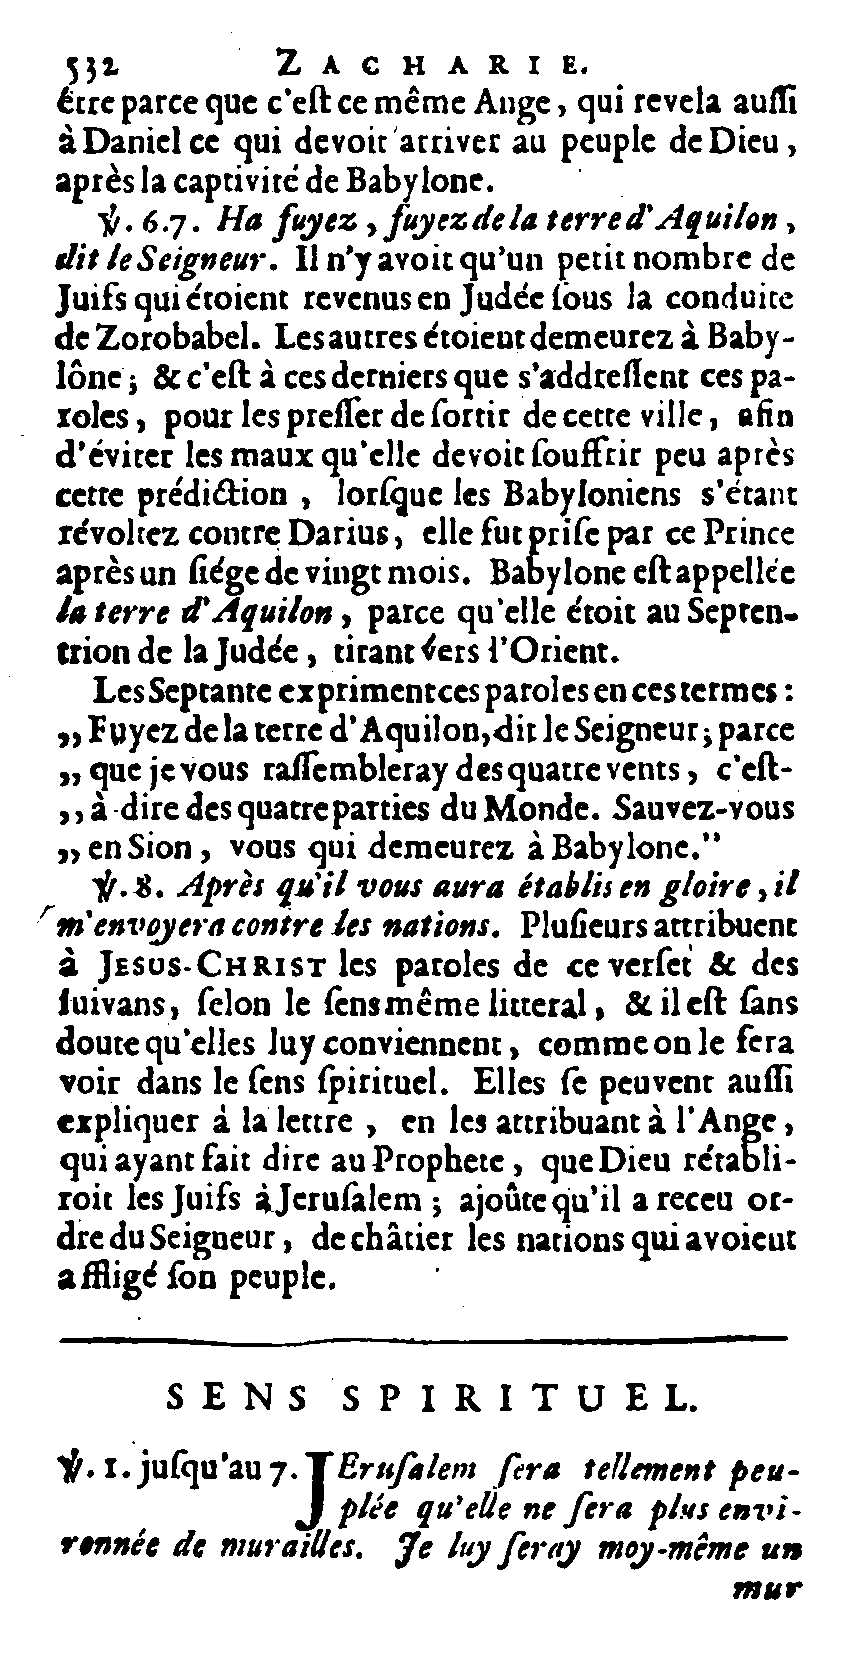 532 ZACHARIE.
être parce que c'eſt ce même Ange, qui revela auſſi
à Daniel ce qui devoit arriver au peuple de Dieu,
après la captivité de Babylone.
℣. 6.7. Ha fuyez, fuyez de la terre d'Aquilon,
dit le Seigneur. Il n'y avoit qu'un petit nombre de
Juifs qui étoient revenus en Judée ſous la conduite
de Zorobabel. Les autres étoient demeurez à Baby-
lône; & c'eſt à ces derniers que s'addreſſent ces pa-
roles, pour les preſſer de ſortir de cette ville, afin
d'éviter les maux qu'elle devoit ſouffrir peu après
cette prédiction, lorſque les Babyloniens s'étant
révoltez contre Darius, elle fut priſe par ce Prince
après un ſiége de vingt mois. Babylone eſt appellée
la terre d'Aquilon, parce qu'elle étoit au Septen-
trion de la Judée, tirant vers l'Orient.
Les Septante expriment ces paroles en ces termes:
„Fuyez de la terre d'Aquilon, dit le Seigneur; parce
„que je vous raſſembleray des quatre vents, c'eſt-
„à-dire des quatre parties du Monde. Sauvez-vous
„en Sion, vous qui demeurez à Babylone."
℣. 8. Après qu'il vous aura établis en gloire, il
m'envoyera contre les nations. Pluſieurs attribuent
à JESUS-CHRIST les paroles de ce verſet & des
ſuivans, ſelon le ſens même litteral, & il eſt ſans
doute qu'elles luy conviennent, comme on le fera
voir dans le ſens ſpirituel. Elles ſe peuvent auſſi
expliquer à la lettre, en les attribuant à l'Ange,
qui ayant fait dire au Prophete, que Dieu rétabli-
roit les Juifs à Jeruſalem; ajoûte qu'il a receu or-
dre du Seigneur, de châtier les nations qui avoient
affligé ſon peuple.
SENS SPIRITUEL.
℣. 1. juſqu'au 7. JEruſalem ſera tellement peu-
plée qu'elle ne ſera plus envi-
ronnée de murailles. Je luy ſeray moy-même un
mur